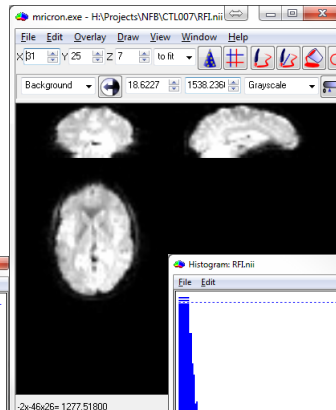 mricron.exe - H:\Projects\NFB\CTL007\RFI.nii
File Edit Overlay Draw View Window Help
X 31 Y 25 Z 7 to fit
Background 18.6227 1538.236 Grayscale
Histogram: RFI.nii
File Edit
-2x-46x26= 1277.51800